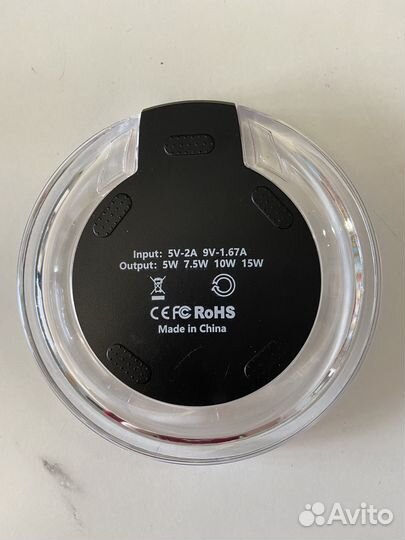 Input: 5V-2A 9V-1.67A
Output: 5W 7.5W 10W 15W
CE FC RoHS
Made in China
Avito